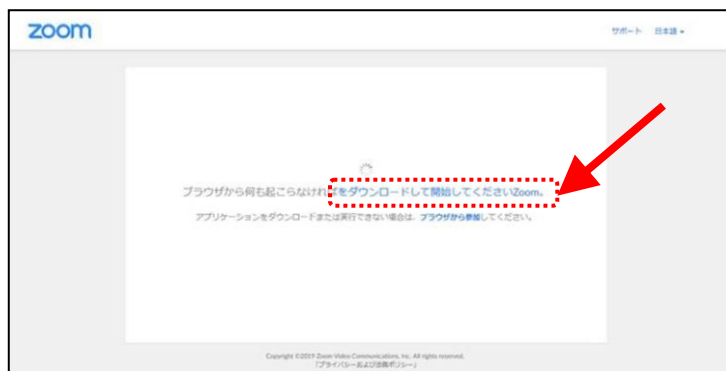 zoom
サポート 日本語
ブラウザから何も起こらなければをダウンロードして開始してくださいZoom。
アプリケーションをダウンロードまたは実行できない場合は、ブラウザから参加してください。
Copyright ©2019 Zoom Video Communications, Inc. All rights reserved.
「プライバシーおよび法務ポリシー」